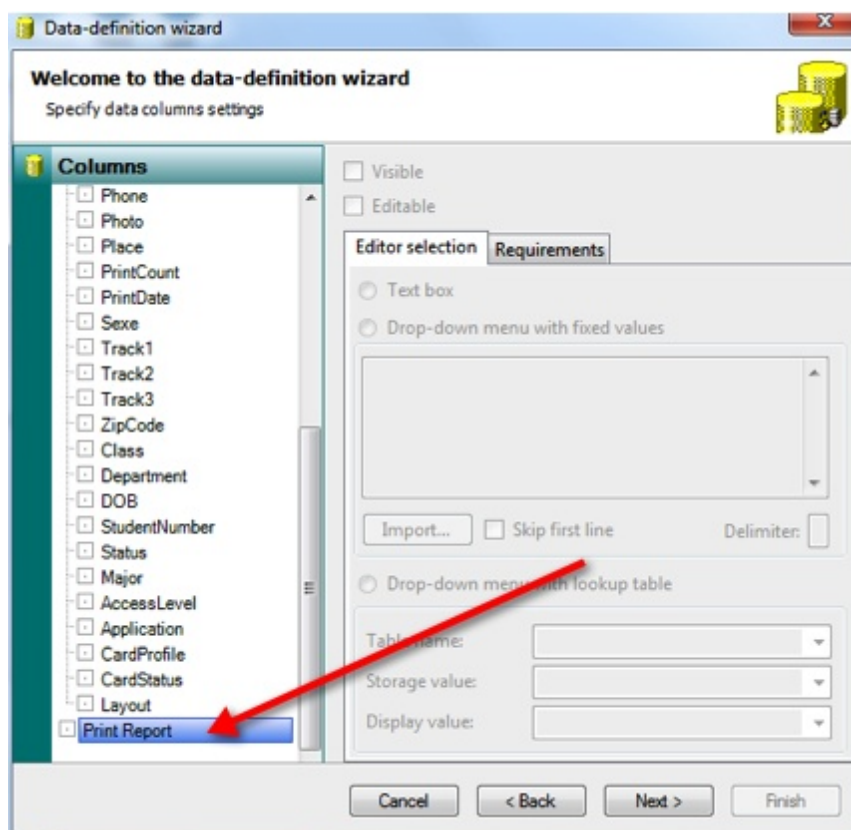 Data-definition wizard
Welcome to the data-definition wizard
Specify data columns settings
Columns
Phone
Photo
Place
PrintCount
PrintDate
Sexe
Track1
Track2
Track3
ZipCode
Class
Department
DOB
StudentNumber
Status
Major
AccessLevel
Application
CardProfile
CardStatus
Layout
Print Report
Visible
Editable
Editor selection Requirements
Text box
Drop-down menu with fixed values
Import... Skip first line Delimiter:
Drop-down menu with lookup table
Table name:
Storage value:
Display value:
Cancel < Back Next > Finish